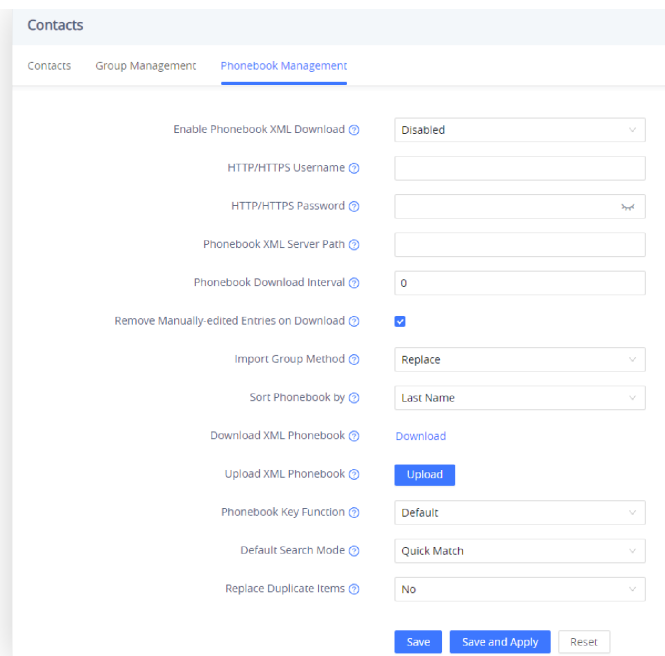 Contacts
Contacts Group Management Phonebook Management
Enable Phonebook XML Download Disabled
HTTP/HTTPS Username
HTTP/HTTPS Password
Phonebook XML Server Path
Phonebook Download Interval 0
Remove Manually-edited Entries on Download
Import Group Method Replace
Sort Phonebook by Last Name
Download XML Phonebook Download
Upload XML Phonebook Upload
Phonebook Key Function Default
Default Search Mode Quick Match
Replace Duplicate Items No
Save Save and Apply Reset